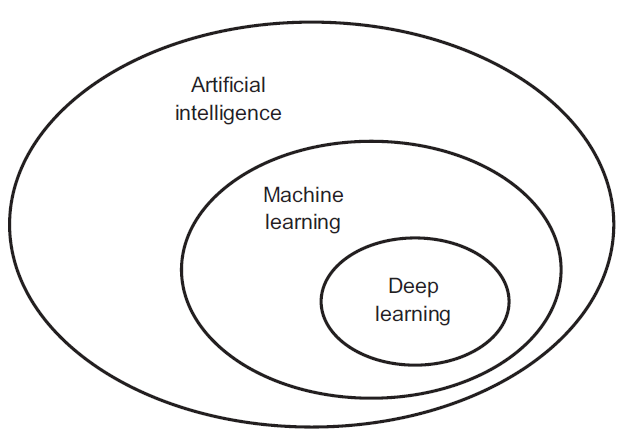 Artificial
intelligence
Machine
learning
Deep
learning